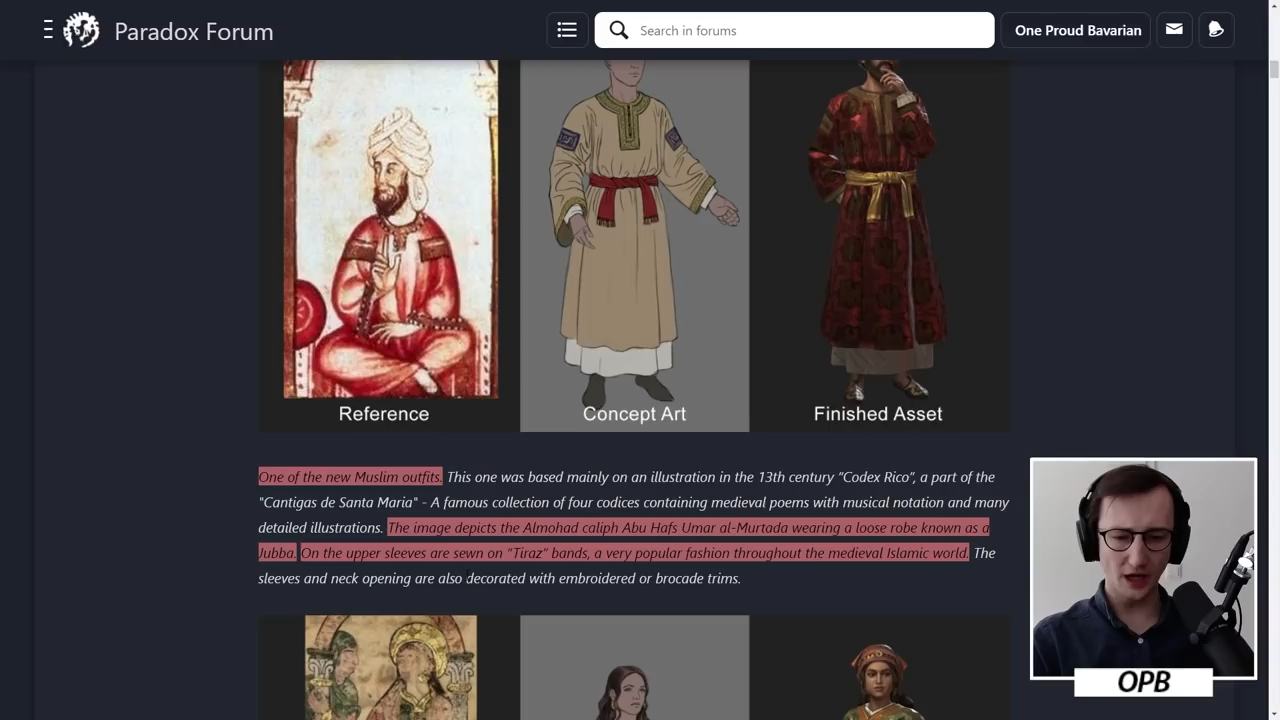 Paradox Forum
Search in forums
One Proud Bavarian
Reference
Concept Art
Finished Asset
One of the new Muslim outfits. This one was based mainly on an illustration in the 13th century “Codex Rico”, a part of the
"Cantigas de Santa Maria" - A famous collection of four codices containing medieval poems with musical notation and many
detailed illustrations. The image depicts the Almohad caliph Abu Hafs Umar al-Murtada wearing a loose robe known as a
Jubba. On the upper sleeves are sewn on “Tiraz” bands, a very popular fashion throughout the medieval Islamic world. The
sleeves and neck opening are also decorated with embroidered or brocade trims.
OPB